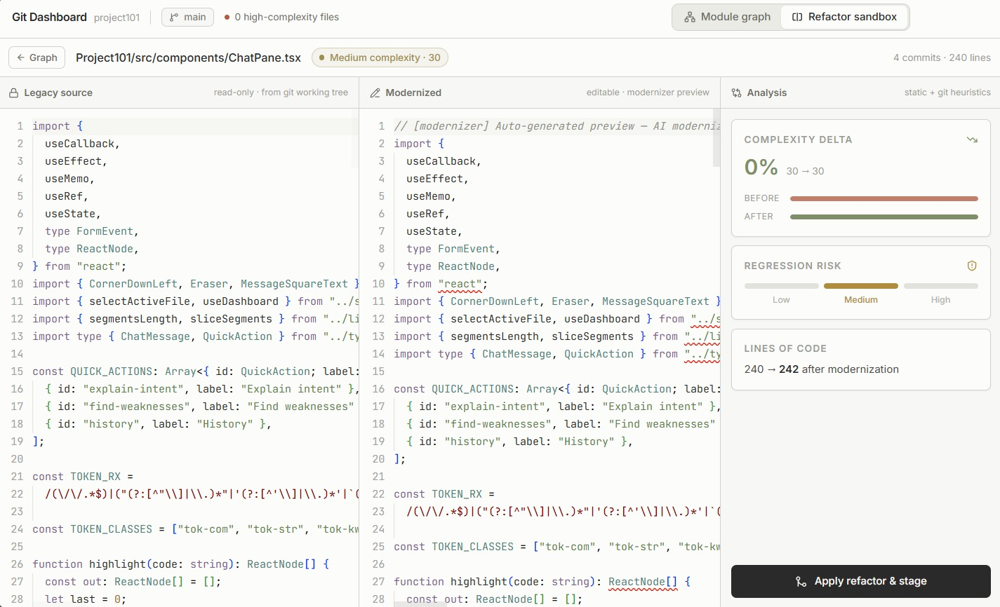 Git Dashboard project101 main 0 high-complexity files Module graph Refactor sandbox
Graph Project101/src/components/ChatPane.tsx Medium complexity · 30 4 commits · 240 lines
Legacy source read-only · from git working tree
1 import {
2 useCallback,
3 useEffect,
4 useMemo,
5 useRef,
6 useState,
7 type FormEvent,
8 type ReactNode,
9 } from "react";
10 import { CornerDownLeft, Eraser, MessageSquareText }
11 import { selectActiveFile, useDashboard } from "../s
12 import { segmentsLength, sliceSegments } from "../li
13 import type { ChatMessage, QuickAction } from "../ty
14
15 const QUICK_ACTIONS: Array<{ id: QuickAction; label:
16 { id: "explain-intent", label: "Explain intent" },
17 { id: "find-weaknesses", label: "Find weaknesses"
18 { id: "history", label: "History" },
19 ];
20
21 const TOKEN_RX =
22 /(\/\/.*$)|("(?:[^"\\]|\\.)*"|'(?:[^'\\]|\\.)*'|`(
23
24 const TOKEN_CLASSES = ["tok-com", "tok-str", "tok-kw
25
26 function highlight(code: string): ReactNode[] {
27 const out: ReactNode[] = [];
28 let last = 0;
Modernized editable · modernizer preview
1 // [modernizer] Auto-generated preview — AI moderniz
2 import {
3 useCallback,
4 useEffect,
5 useMemo,
6 useRef,
7 useState,
8 type FormEvent,
9 type ReactNode,
10 } from "react";
11 import { CornerDownLeft, Eraser, MessageSquareText }
12 import { selectActiveFile, useDashboard } from "../s
13 import { segmentsLength, sliceSegments } from "../li
14 import type { ChatMessage, QuickAction } from "../ty
15
16 const QUICK_ACTIONS: Array<{ id: QuickAction; label:
17 { id: "explain-intent", label: "Explain intent" },
18 { id: "find-weaknesses", label: "Find weaknesses"
19 { id: "history", label: "History" },
20 ];
21
22 const TOKEN_RX =
23 /(\/\/.*$)|("(?:[^"\\]|\\.)*"|'(?:[^'\\]|\\.)*'|`(
24
25 const TOKEN_CLASSES = ["tok-com", "tok-str", "tok-kw
26
27 function highlight(code: string): ReactNode[] {
28 const out: ReactNode[] = [];
Analysis static + git heuristics
COMPLEXITY DELTA
0% 30 → 30
BEFORE
AFTER
REGRESSION RISK
Low Medium High
LINES OF CODE
240 → 242 after modernization
Apply refactor & stage